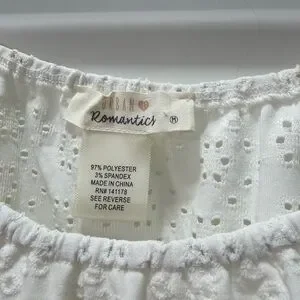 URBAN
Romantics M
97% POLYESTER
3% SPANDEX
MADE IN CHINA
RN# 141178
SEE REVERSE
FOR CARE